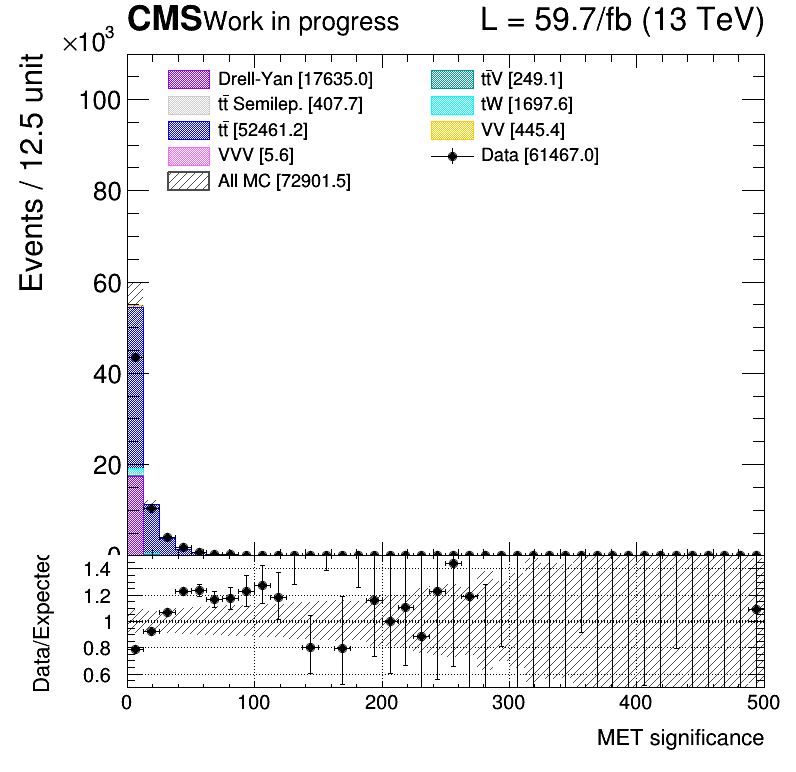 CMS Work in progress L = 59.7/fb (13 TeV)
×10³
Events / 12.5 unit
100
80
60
40
20
0
Drell-Yan [17635.0]
tt̄ Semilep. [407.7]
tt̄ [52461.2]
VVV [5.6]
All MC [72901.5]
tt̄V [249.1]
tW [1697.6]
VV [445.4]
Data [61467.0]
Data/Expected
1.4
1.2
1
0.8
0.6
0 100 200 300 400 500
MET significance